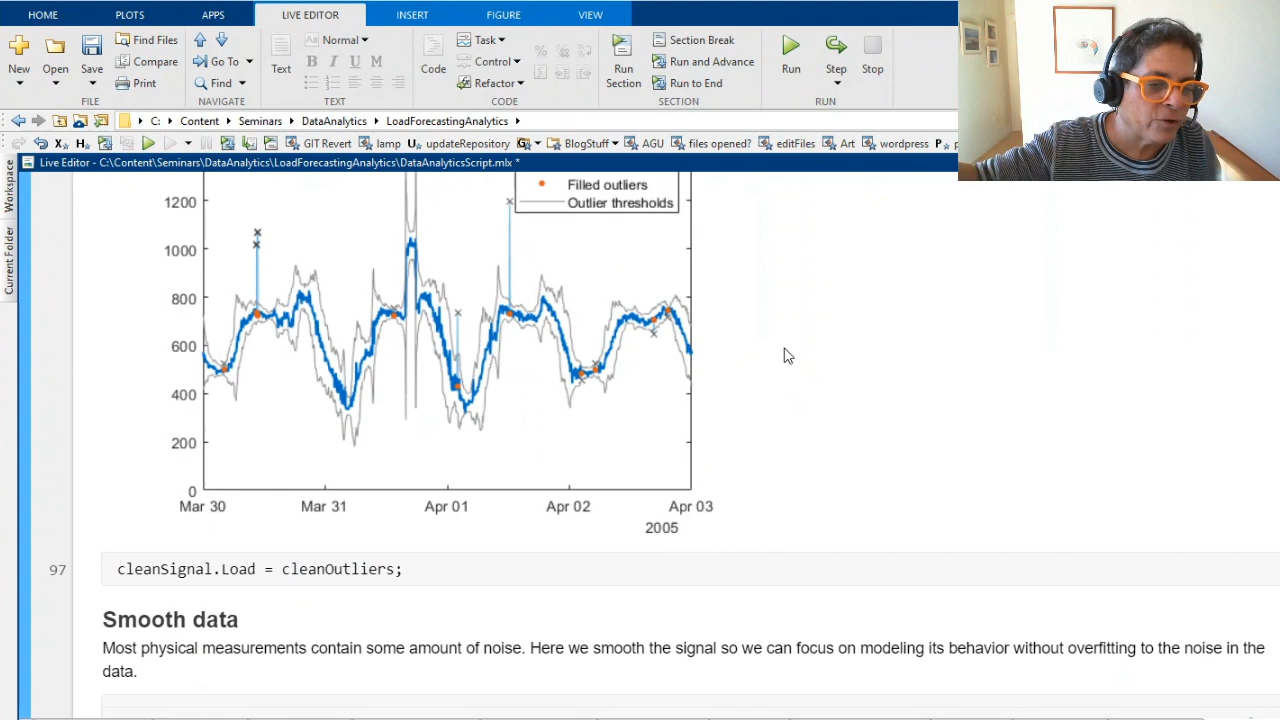 HOME PLOTS APPS LIVE EDITOR INSERT FIGURE VIEW
New Open Save Find Files Compare Print
Go To Find
Text Normal B I U M
Code Task Control Refactor
Run Section Section Break Run and Advance Run to End
Run Step Stop
FILE NAVIGATE TEXT CODE SECTION RUN
C: Content Seminars DataAnalytics LoadForecastingAnalytics
GIT Revert lamp updateRepository BlogStuff AGU files opened? editFiles Art wordpress
Live Editor - C:\Content\Seminars\DataAnalytics\LoadForecastingAnalytics\DataAnalyticsScript.mlx *
Workspace
Current Folder
Filled outliers
Outlier thresholds
1200
1000
800
600
400
200
0
Mar 30 Mar 31 Apr 01 Apr 02 Apr 03
2005
97 cleanSignal.Load = cleanOutliers;
Smooth data
Most physical measurements contain some amount of noise. Here we smooth the signal so we can focus on modeling its behavior without overfitting to the noise in the
data.